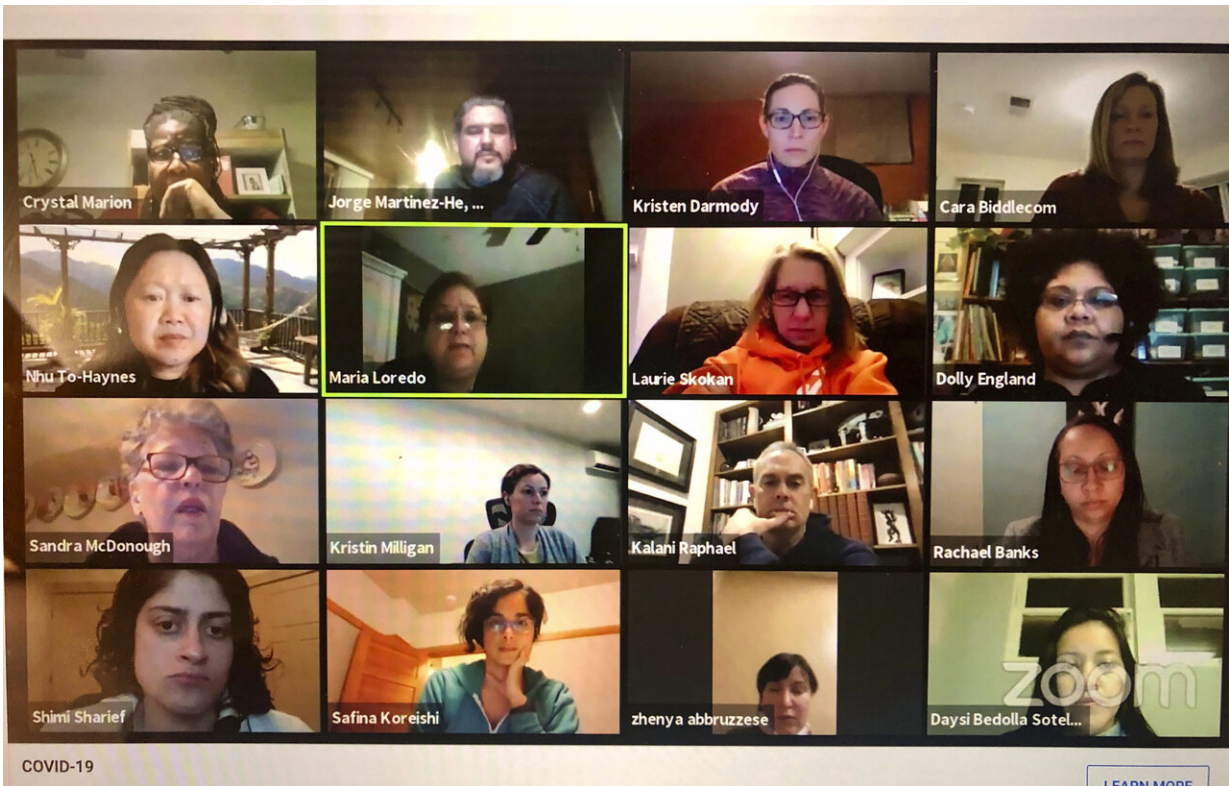 Crystal Marion
Jorge Martinez-He, ...
Kristen Darmody
Cara Biddlecom
Nhu To-Haynes
Maria Loredo
Laurie Skokan
Dolly England
Sandra McDonough
Kristin Milligan
Kalani Raphael
Rachael Banks
Shimi Sharief
Safina Koreishi
zhenya abbruzzese
Daysi Bedolla Sotel...
zoom
COVID-19
LEARN MORE